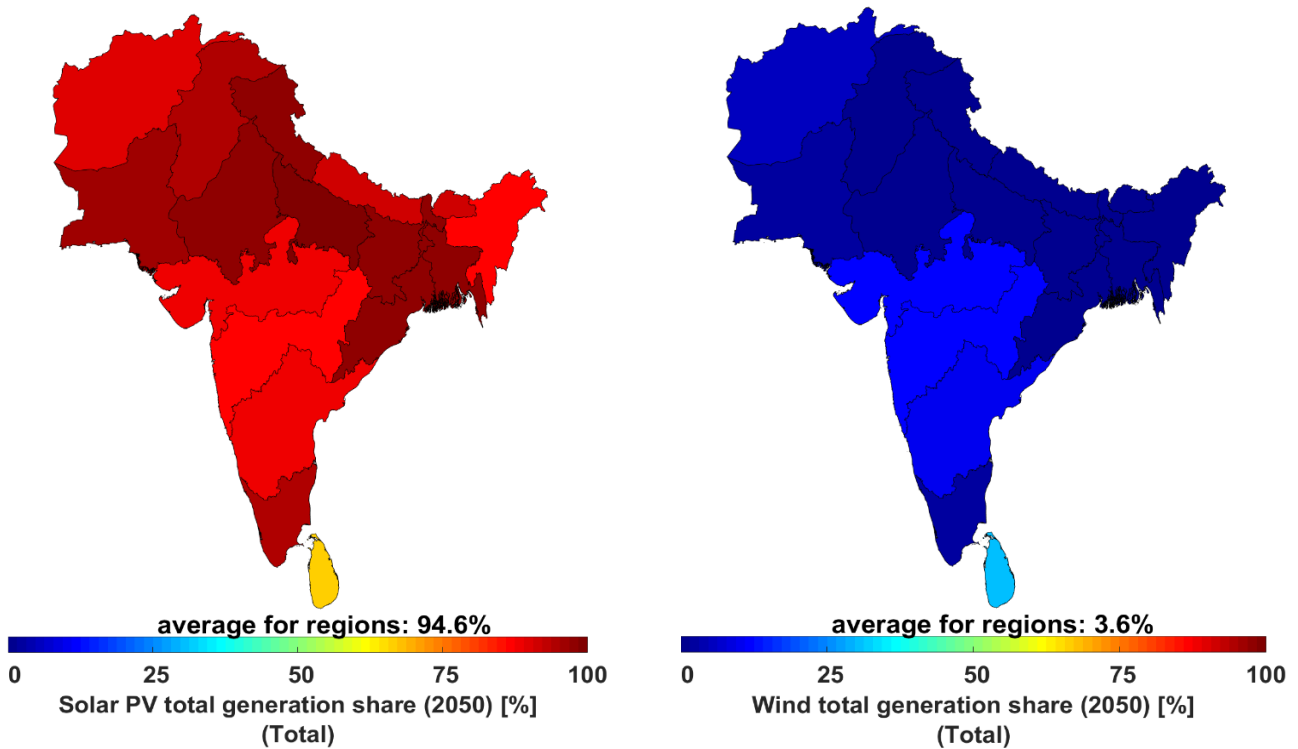 average for regions: 94.6%
0 25 50 75 100
Solar PV total generation share (2050) [%]
(Total)
average for regions: 3.6%
0 25 50 75 100
Wind total generation share (2050) [%]
(Total)